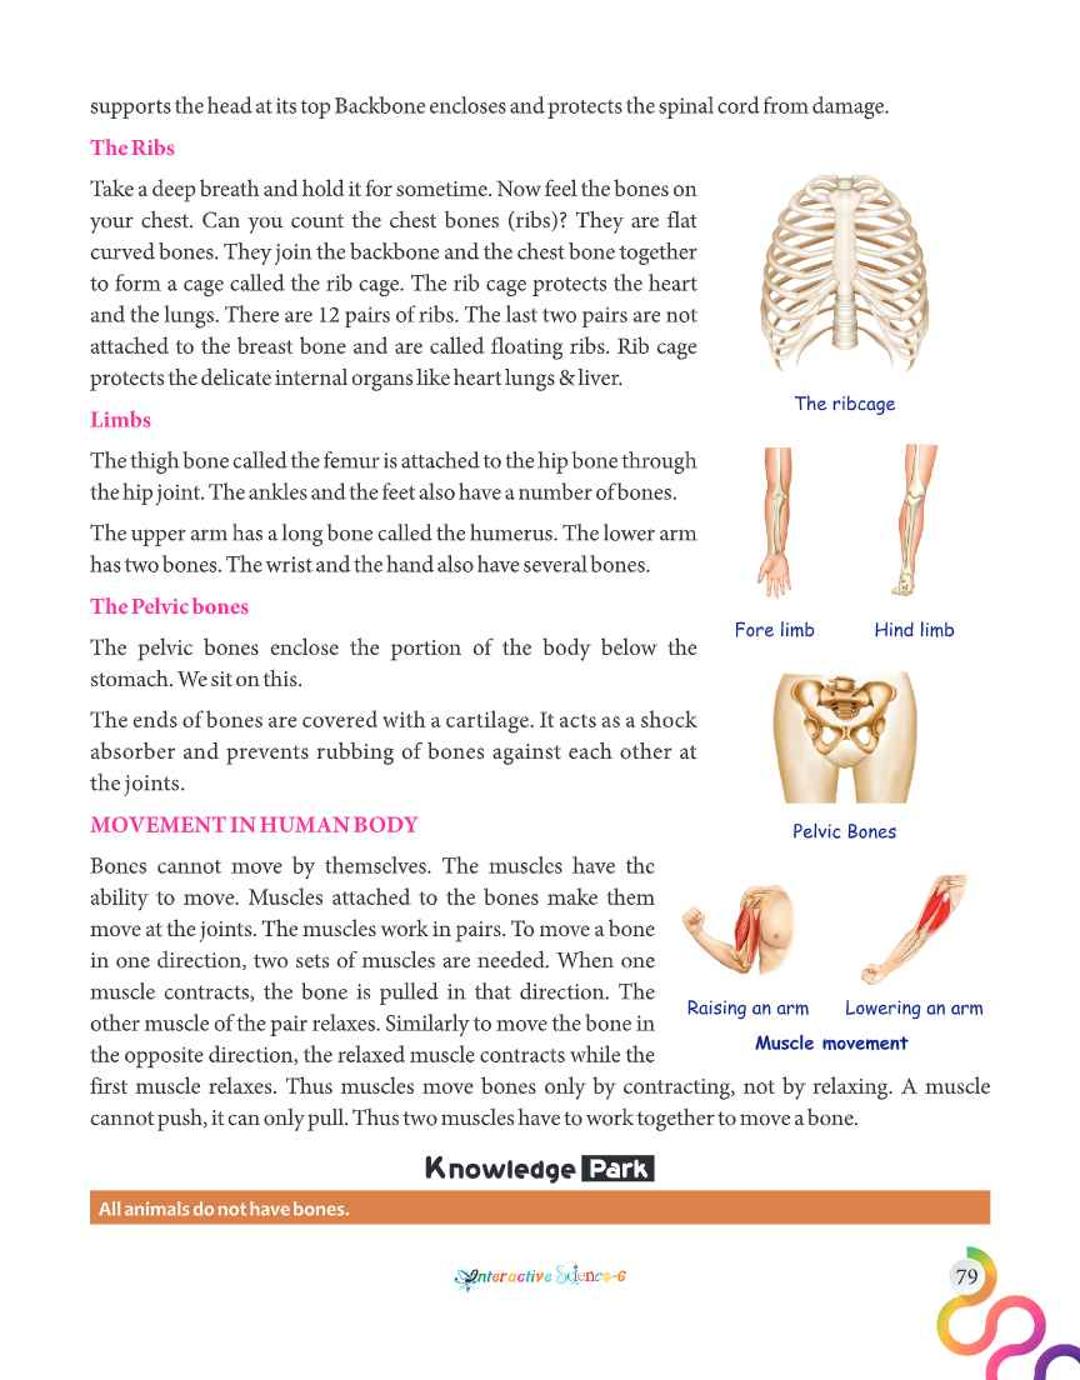 supports the head at its top Backbone encloses and protects the spinal cord from damage.
The Ribs
Take a deep breath and hold it for sometime. Now feel the bones on
your chest. Can you count the chest bones (ribs)? They are flat
curved bones. They join the backbone and the chest bone together
to form a cage called the rib cage. The rib cage protects the heart
and the lungs. There are 12 pairs of ribs. The last two pairs are not
attached to the breast bone and are called floating ribs. Rib cage
protects the delicate internal organs like heart lungs & liver.
The ribcage
Limbs
The thigh bone called the femur is attached to the hip bone through
the hip joint. The ankles and the feet also have a number of bones.
The upper arm has a long bone called the humerus. The lower arm
has two bones. The wrist and the hand also have several bones.
Fore limb
Hind limb
The Pelvic bones
The pelvic bones enclose the portion of the body below the
stomach. We sit on this.
The ends of bones are covered with a cartilage. It acts as a shock
absorber and prevents rubbing of bones against each other at
the joints.
Pelvic Bones
MOVEMENT IN HUMAN BODY
Bones cannot move by themselves. The muscles have the
ability to move. Muscles attached to the bones make them
move at the joints. The muscles work in pairs. To move a bone
in one direction, two sets of muscles are needed. When one
muscle contracts, the bone is pulled in that direction. The
other muscle of the pair relaxes. Similarly to move the bone in
the opposite direction, the relaxed muscle contracts while the
first muscle relaxes. Thus muscles move bones only by contracting, not by relaxing. A muscle
cannot push, it can only pull. Thus two muscles have to work together to move a bone.
Raising an arm
Lowering an arm
Muscle movement
Knowledge Park
All animals do not have bones.
Interactive Science-6
79